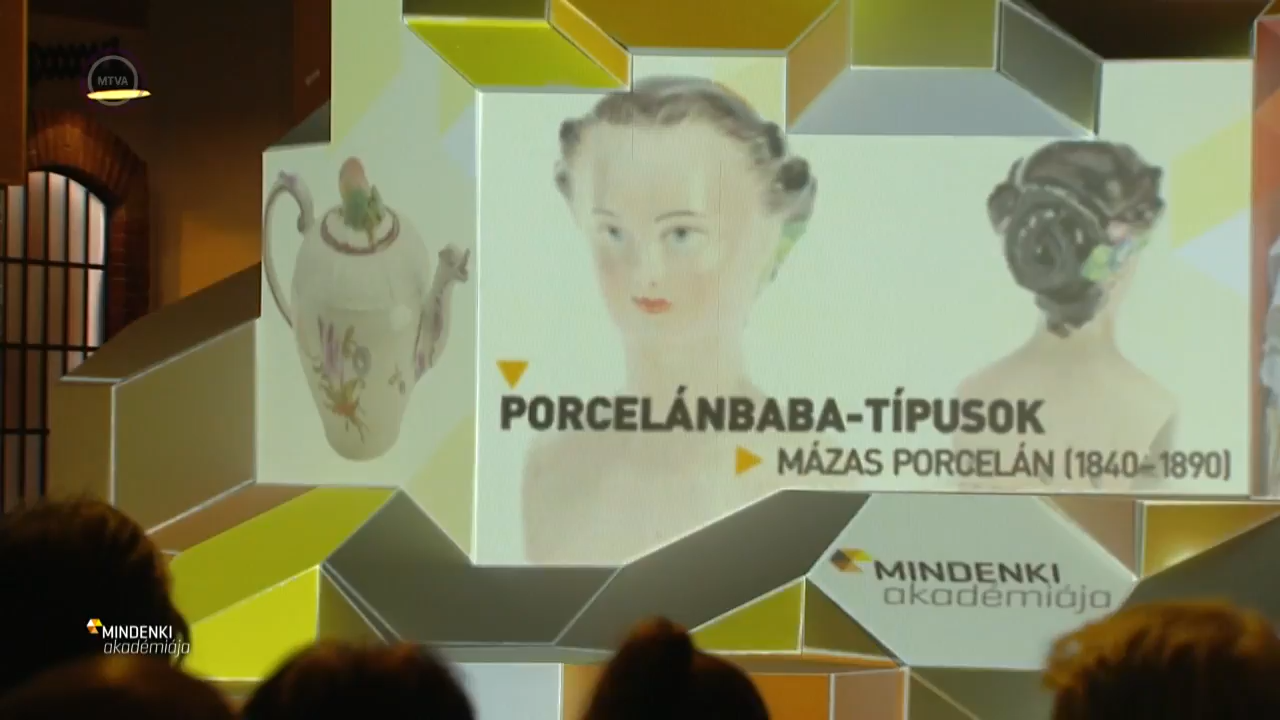 MTVA
PORCELÁNBABA-TÍPUSOK
MÁZAS PORCELÁN (1840–1890)
MINDENKI
akadémiája
MINDENKI
akadémiája